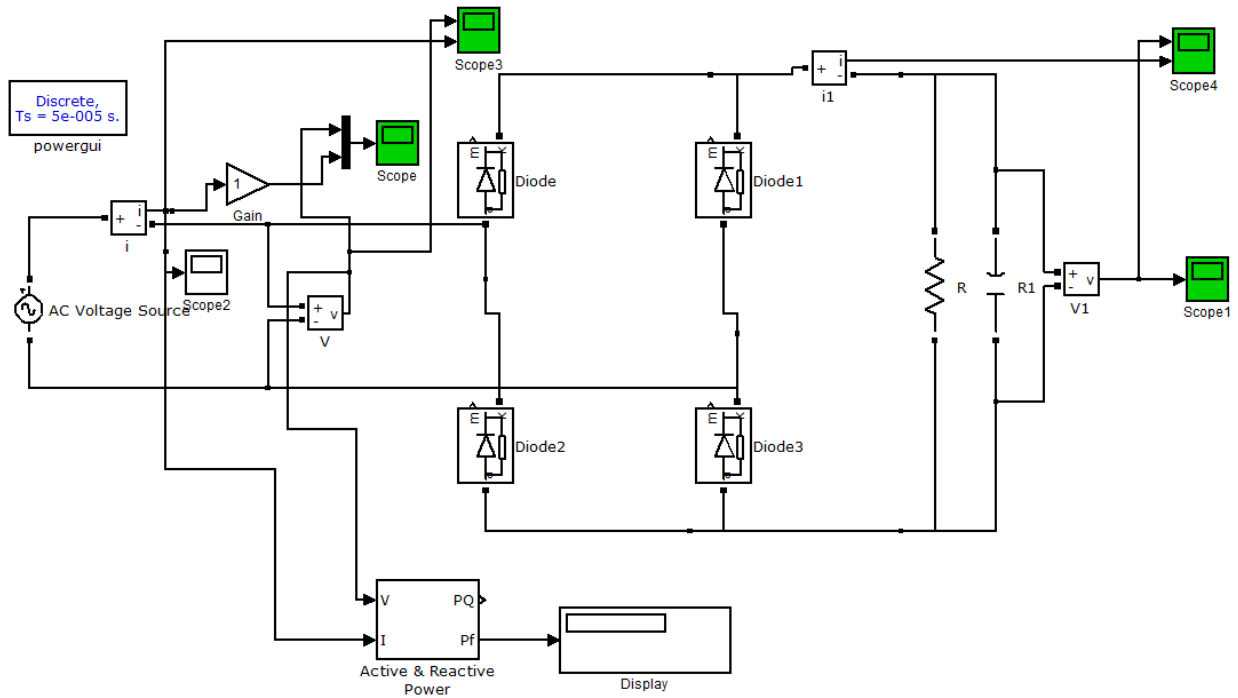 Scope3
i
-
+
i1
Scope4
Discrete,
Ts = 5e-005 s.
powergui
Scope
m
k
a
Diode
m
k
a
Diode1
1
Gain
+
i
-
i
Scope2
AC Voltage Source
+
-
v
V
R
R1
+
-
v
V1
Scope1
m
k
a
Diode2
m
k
a
Diode3
V
PQ
I
Pf
Active & Reactive
Power
Display